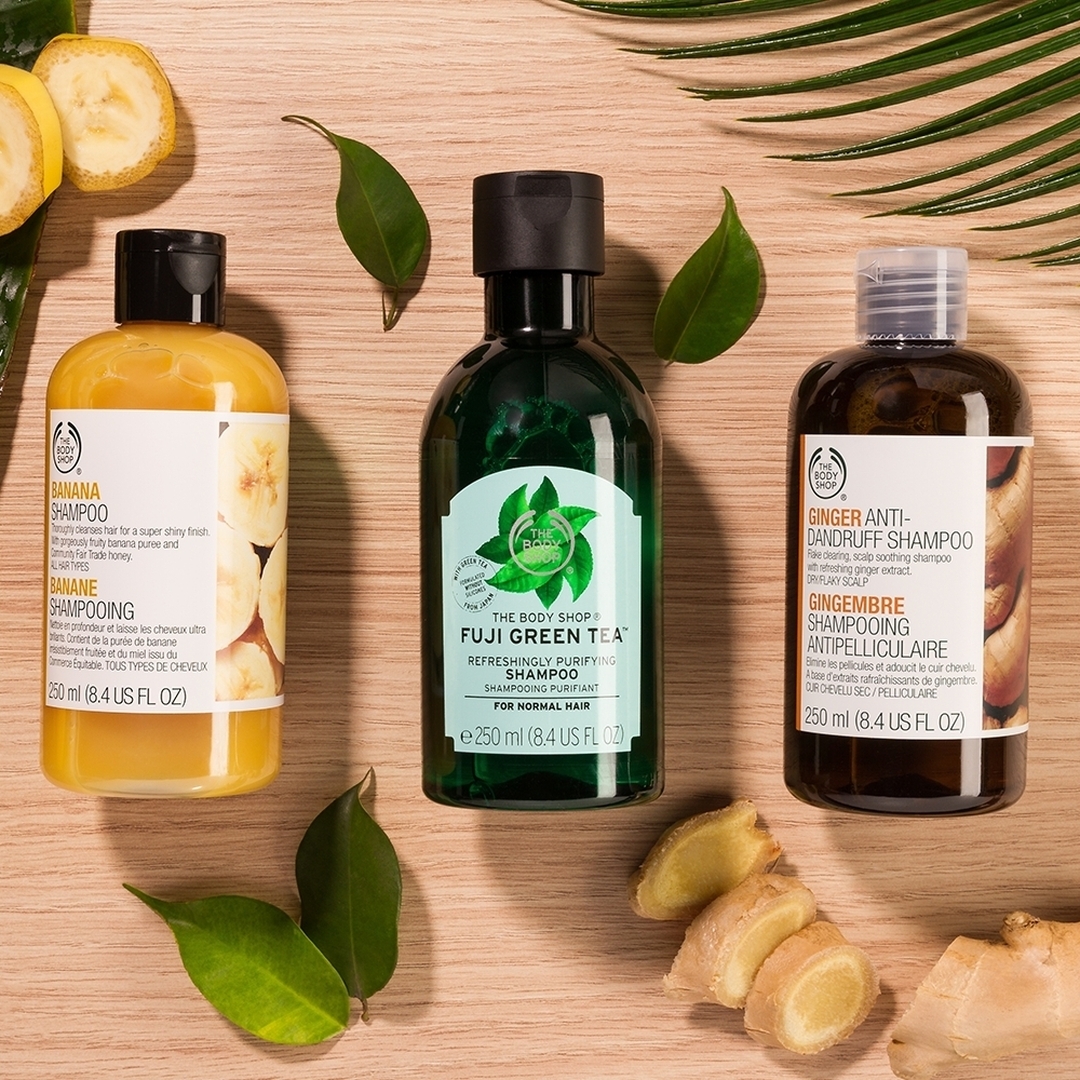 THE
BODY
SHOP
®
BANANA
SHAMPOO
Thoroughly cleanses hair for a super shiny finish.
With gorgeously fruity banana puree and
Community Fair Trade honey.
ALL HAIR TYPES
BANANE
SHAMPOOING
Nettoie en profondeur et laisse les cheveux ultra
brillants. Contient de la purée de banane
irrésistiblement fruitée et du miel issu du
Commerce Équitable. TOUS TYPES DE CHEVEUX
250 ml (8.4 US FL OZ)
THE
BODY
SHOP
®
WITH GREEN TEA
FORMULATED
WITHOUT
SILICONES
FROM JAPAN
THE BODY SHOP®
FUJI GREEN TEA™
REFRESHINGLY PURIFYING
SHAMPOO
SHAMPOOING PURIFIANT
FOR NORMAL HAIR
℮ 250 ml (8.4 US FL OZ)
THE
BODY
SHOP
®
GINGER ANTI-
DANDRUFF SHAMPOO
Flake clearing, scalp soothing shampoo
with refreshing ginger extract.
DRY/FLAKY SCALP
GINGEMBRE
SHAMPOOING
ANTIPELLICULAIRE
Élimine les pellicules et adoucit le cuir chevelu.
À base d'extraits rafraîchissants de gingembre.
CUIR CHEVELU SEC / PELLICULAIRE
250 ml (8.4 US FL OZ)